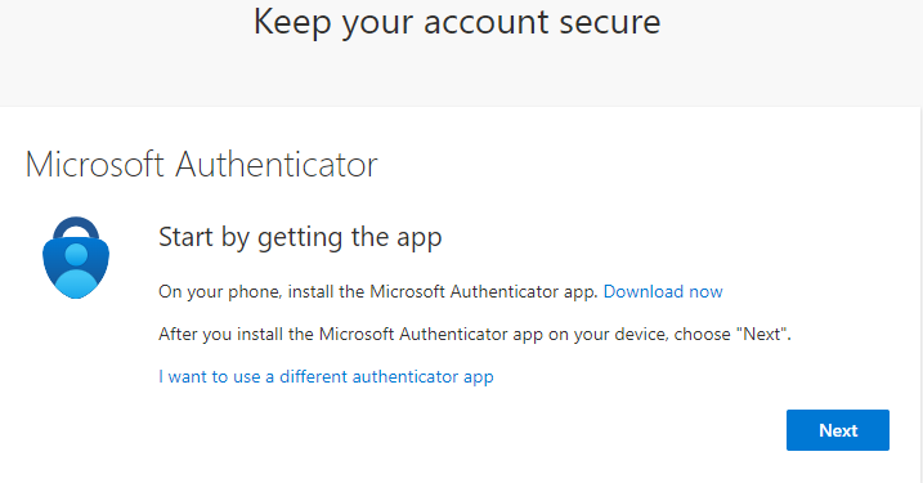 Keep your account secure
Microsoft Authenticator
Start by getting the app
On your phone, install the Microsoft Authenticator app. Download now
After you install the Microsoft Authenticator app on your device, choose "Next".
I want to use a different authenticator app
Next